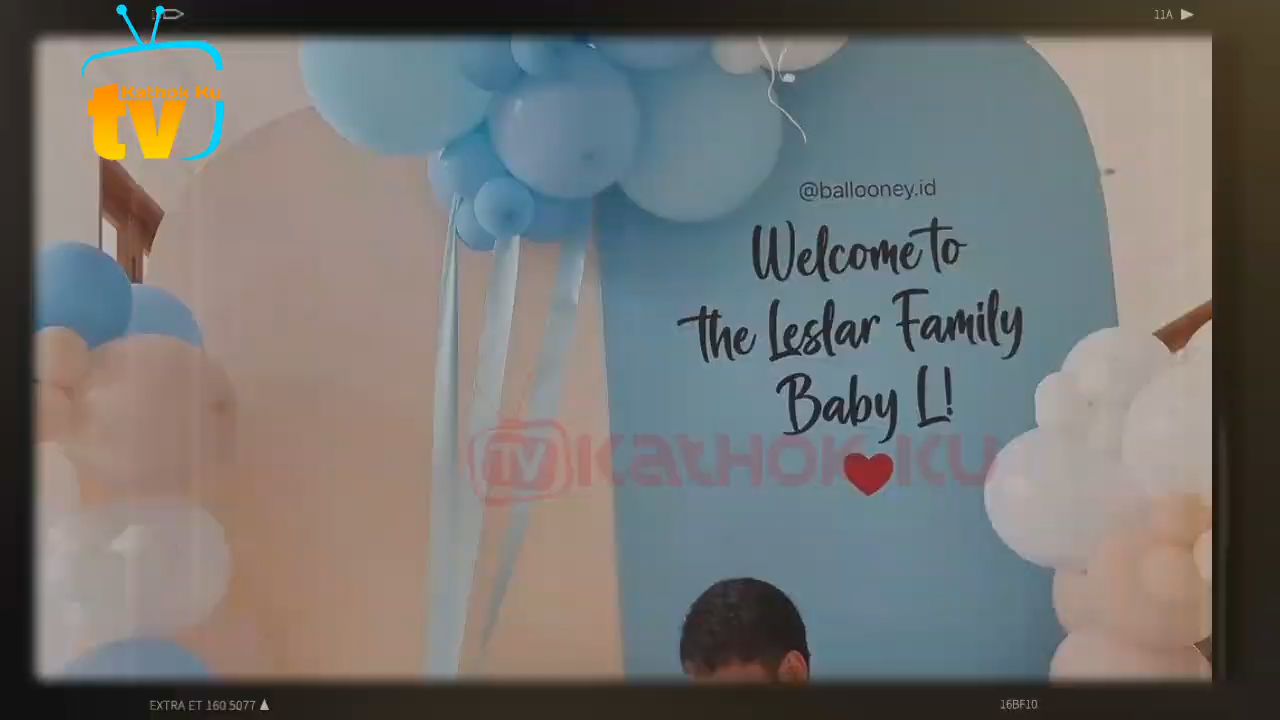 11A
Kathok Ku
tv
@ballooney.id
Welcome to
the Leslar Family
Baby L!
TV KATHOK KU
EXTRA ET 160 5077
16BF10